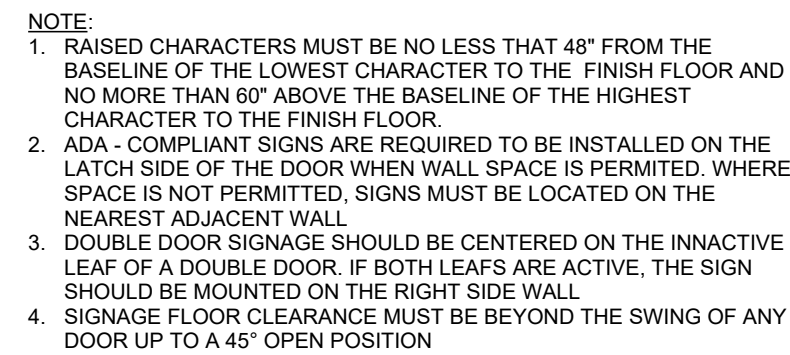 NOTE:
1. RAISED CHARACTERS MUST BE NO LESS THAT 48" FROM THE
BASELINE OF THE LOWEST CHARACTER TO THE FINISH FLOOR AND
NO MORE THAN 60" ABOVE THE BASELINE OF THE HIGHEST
CHARACTER TO THE FINISH FLOOR.
2. ADA - COMPLIANT SIGNS ARE REQUIRED TO BE INSTALLED ON THE
LATCH SIDE OF THE DOOR WHEN WALL SPACE IS PERMITED. WHERE
SPACE IS NOT PERMITTED, SIGNS MUST BE LOCATED ON THE
NEAREST ADJACENT WALL
3. DOUBLE DOOR SIGNAGE SHOULD BE CENTERED ON THE INNACTIVE
LEAF OF A DOUBLE DOOR. IF BOTH LEAFS ARE ACTIVE, THE SIGN
SHOULD BE MOUNTED ON THE RIGHT SIDE WALL
4. SIGNAGE FLOOR CLEARANCE MUST BE BEYOND THE SWING OF ANY
DOOR UP TO A 45° OPEN POSITION